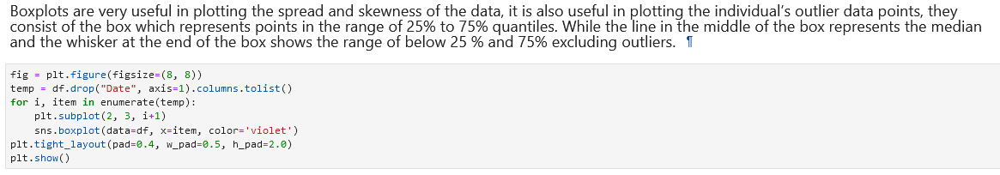 Boxplots are very useful in plotting the spread and skewness of the data, it is also useful in plotting the individual’s outlier data points, they
consist of the box which represents points in the range of 25% to 75% quantiles. While the line in the middle of the box represents the median
and the whisker at the end of the box shows the range of below 25 % and 75% excluding outliers. ¶
fig = plt.figure(figsize=(8, 8))
temp = df.drop("Date", axis=1).columns.tolist()
for i, item in enumerate(temp):
    plt.subplot(2, 3, i+1)
    sns.boxplot(data=df, x=item, color='violet')
plt.tight_layout(pad=0.4, w_pad=0.5, h_pad=2.0)
plt.show()